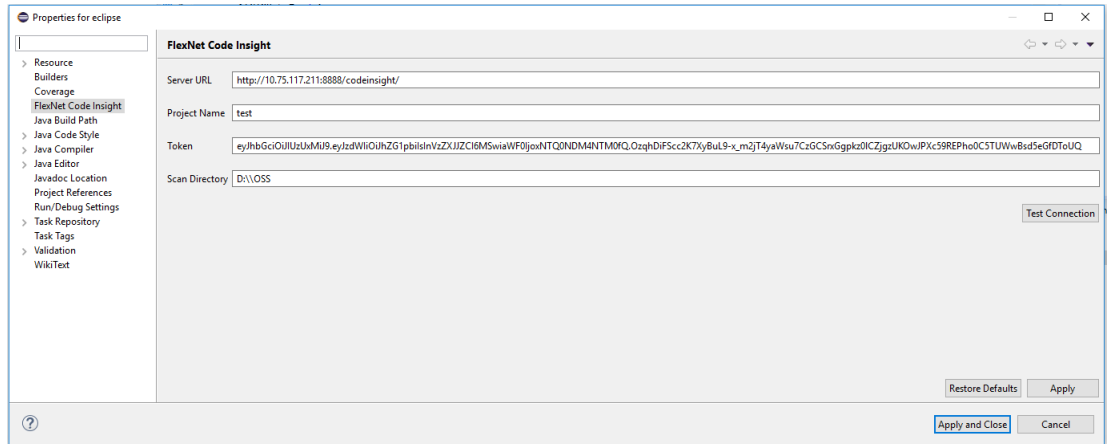 Properties for eclipse
FlexNet Code Insight
Resource
Builders
Coverage
FlexNet Code Insight
Java Build Path
Java Code Style
Java Compiler
Java Editor
Javadoc Location
Project References
Run/Debug Settings
Task Repository
Task Tags
Validation
WikiText
Server URL http://10.75.117.211:8888/codeinsight/
Project Name test
Token
Scan Directory D:\\OSS
Test Connection
Restore Defaults Apply
Apply and Close Cancel